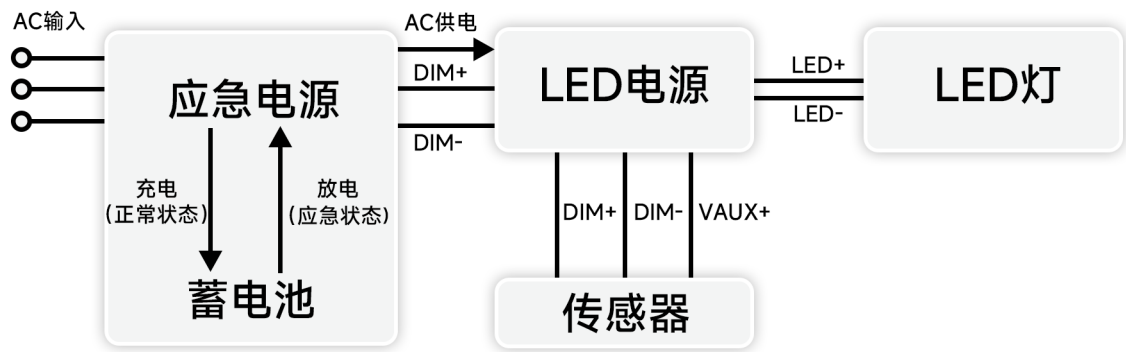 AC输入
应急电源
充电
(正常状态)
放电
(应急状态)
蓄电池
AC供电
DIM+
DIM-
LED电源
DIM+
DIM-
VAUX+
传感器
LED+
LED-
LED灯